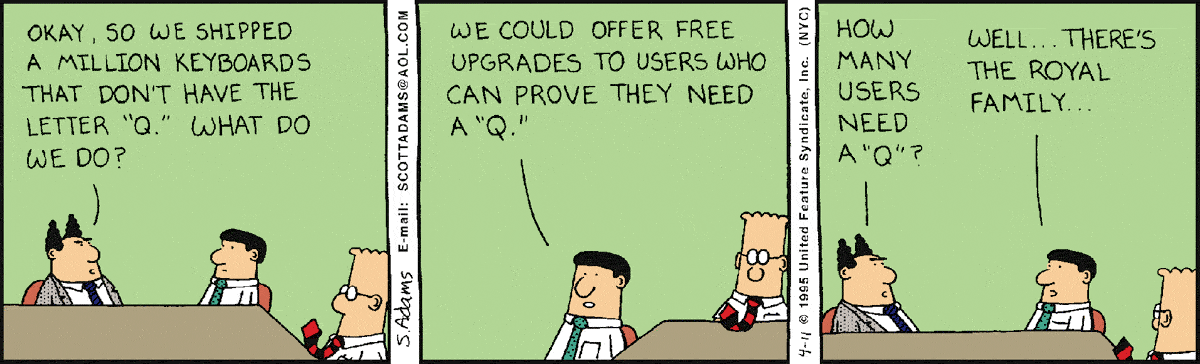 OKAY, SO WE SHIPPED
A MILLION KEYBOARDS
THAT DON'T HAVE THE
LETTER "Q." WHAT DO
WE DO?
S. Adams E-mail: SCOTTADAMS@AOL.COM
WE COULD OFFER FREE
UPGRADES TO USERS WHO
CAN PROVE THEY NEED
A "Q."
4-11 © 1995 United Feature Syndicate, Inc. (NYC)
HOW
MANY
USERS
NEED
A "Q"?
WELL... THERE'S
THE ROYAL
FAMILY...